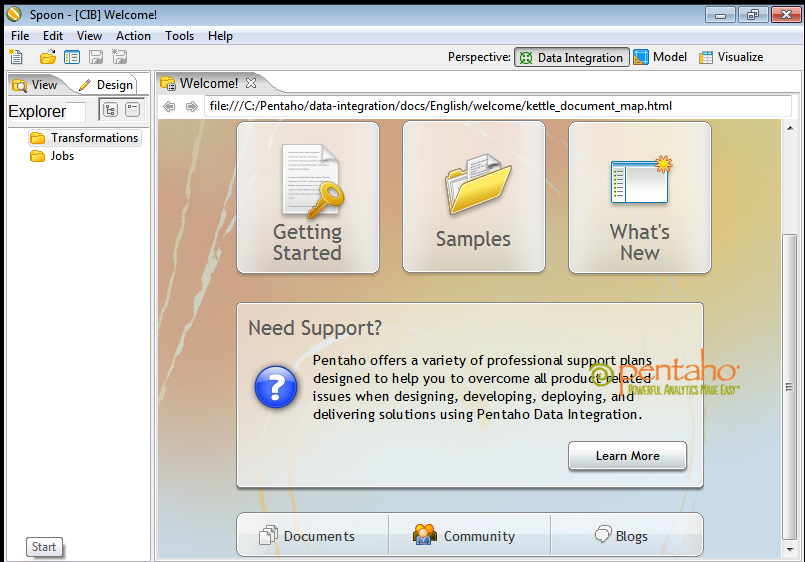 Spoon - [CIB] Welcome!
File Edit View Action Tools Help
Perspective: Data Integration Model Visualize
View Design
Welcome!
Explorer
file:///C:/Pentaho/data-integration/docs/English/welcome/kettle_document_map.html
Transformations
Jobs
Getting
Started
Samples
What's
New
Need Support?
Pentaho offers a variety of professional support plans
designed to help you to overcome all product-related
issues when designing, developing, deploying, and
delivering solutions using Pentaho Data Integration.
pentaho
Powerful Analytics Made Easy™
Learn More
Documents Community Blogs
Start